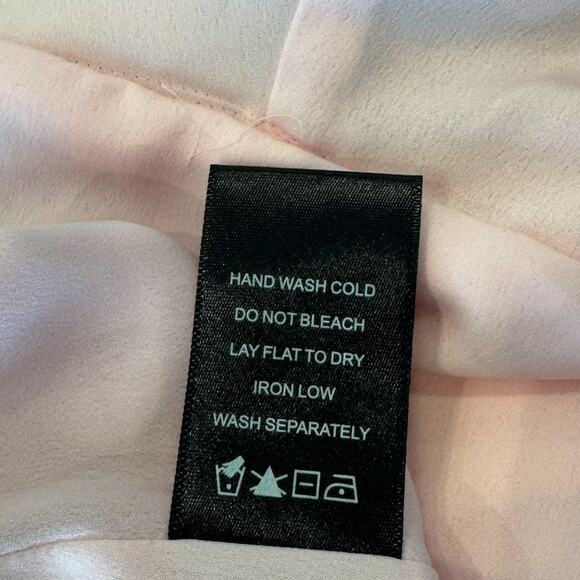 HAND WASH COLD
DO NOT BLEACH
LAY FLAT TO DRY
IRON LOW
WASH SEPARATELY